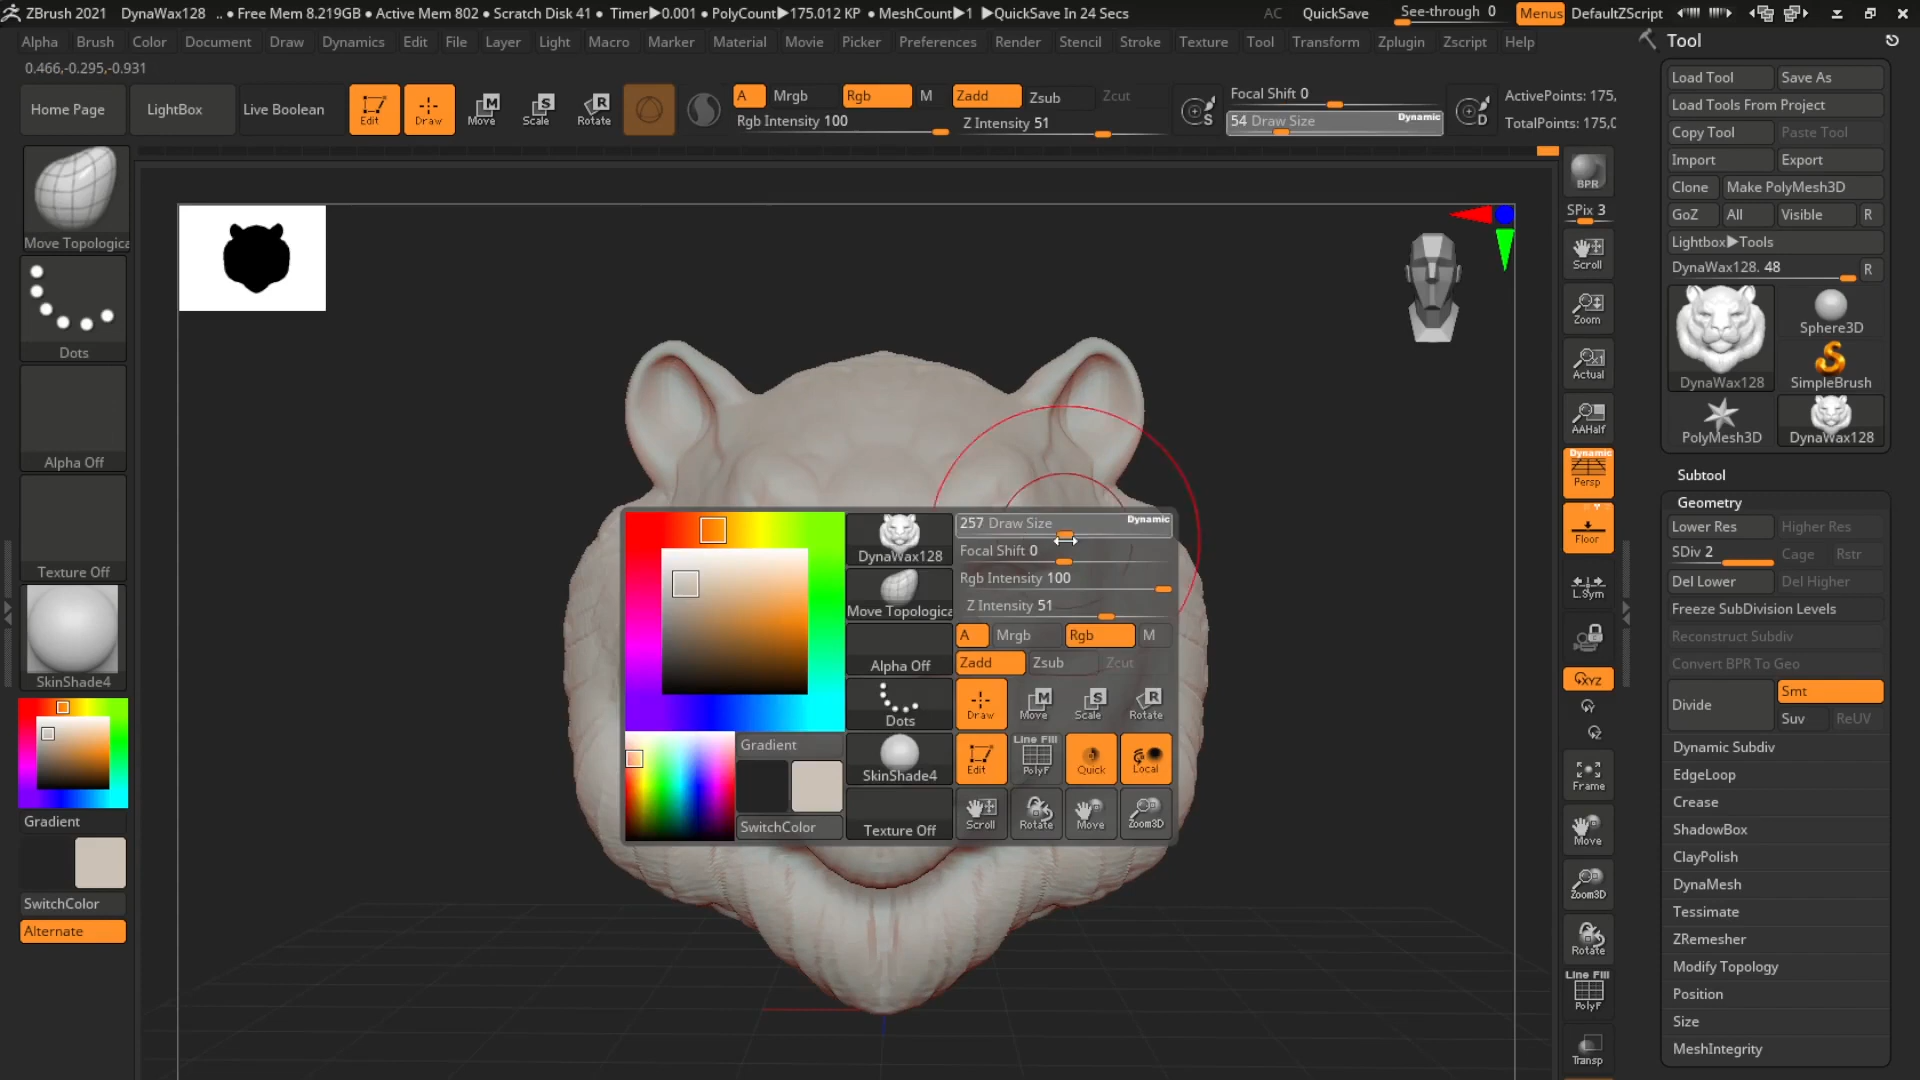 ZBrush 2021 DynaWax128 .. • Free Mem 8.219GB • Active Mem 802 • Scratch Disk 41 • Timer▶0.001 • PolyCount▶175.012 KP • MeshCount▶1 ▶QuickSave In 24 Secs AC QuickSave See-through 0 Menus DefaultZScript
Alpha Brush Color Document Draw Dynamics Edit File Layer Light Macro Marker Material Movie Picker Preferences Render Stencil Stroke Texture Tool Transform Zplugin Zscript Help
0.466,-0.295,-0.931
Home Page LightBox Live Boolean Edit Draw Move Scale Rotate
M S R
A Mrgb Rgb M Zadd Zsub Zcut
Rgb Intensity 100 Z Intensity 51
S
Focal Shift 0
54 Draw Size Dynamic
D
ActivePoints: 175,
TotalPoints: 175,0
Move Topologica
Dots
Alpha Off
Texture Off
SkinShade4
Gradient
SwitchColor
Alternate
DynaWax128
Move Topologica
Alpha Off
Dots
SkinShade4
Texture Off
Gradient
SwitchColor
257 Draw Size Dynamic
Focal Shift 0
Rgb Intensity 100
Z Intensity 51
A Mrgb Rgb M
Zadd Zsub Zcut
M S R
Draw Move Scale Rotate
Line Fill
Edit PolyF Quick Local
Scroll Rotate Move Zoom3D
BPR
SPix 3
Scroll
Zoom
Actual
AAHalf
Dynamic
Persp
Floor
L.Sym
XYZ
Frame
Move
Zoom3D
Rotate
Line Fill
PolyF
Transp
Tool
Load Tool Save As
Load Tools From Project
Copy Tool Paste Tool
Import Export
Clone Make PolyMesh3D
GoZ All Visible R
Lightbox▶Tools
DynaWax128. 48 R
DynaWax128 Sphere3D
SimpleBrush
PolyMesh3D DynaWax128
Subtool
Geometry
Lower Res Higher Res
SDiv 2 Cage Rstr
Del Lower Del Higher
Freeze SubDivision Levels
Reconstruct Subdiv
Convert BPR To Geo
Divide Smt
Suv ReUV
Dynamic Subdiv
EdgeLoop
Crease
ShadowBox
ClayPolish
DynaMesh
Tessimate
ZRemesher
Modify Topology
Position
Size
MeshIntegrity